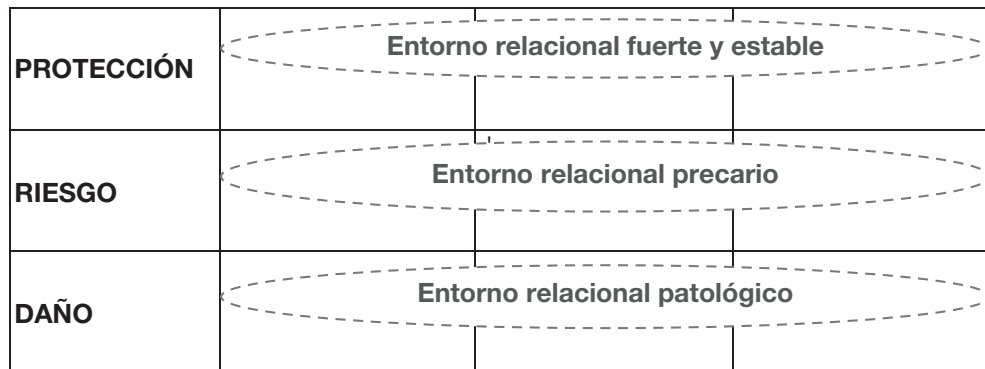 Entorno relacional fuerte y estable
PROTECCIÓN
Entorno relacional precario
RIESGO
Entorno relacional patológico
DAÑO